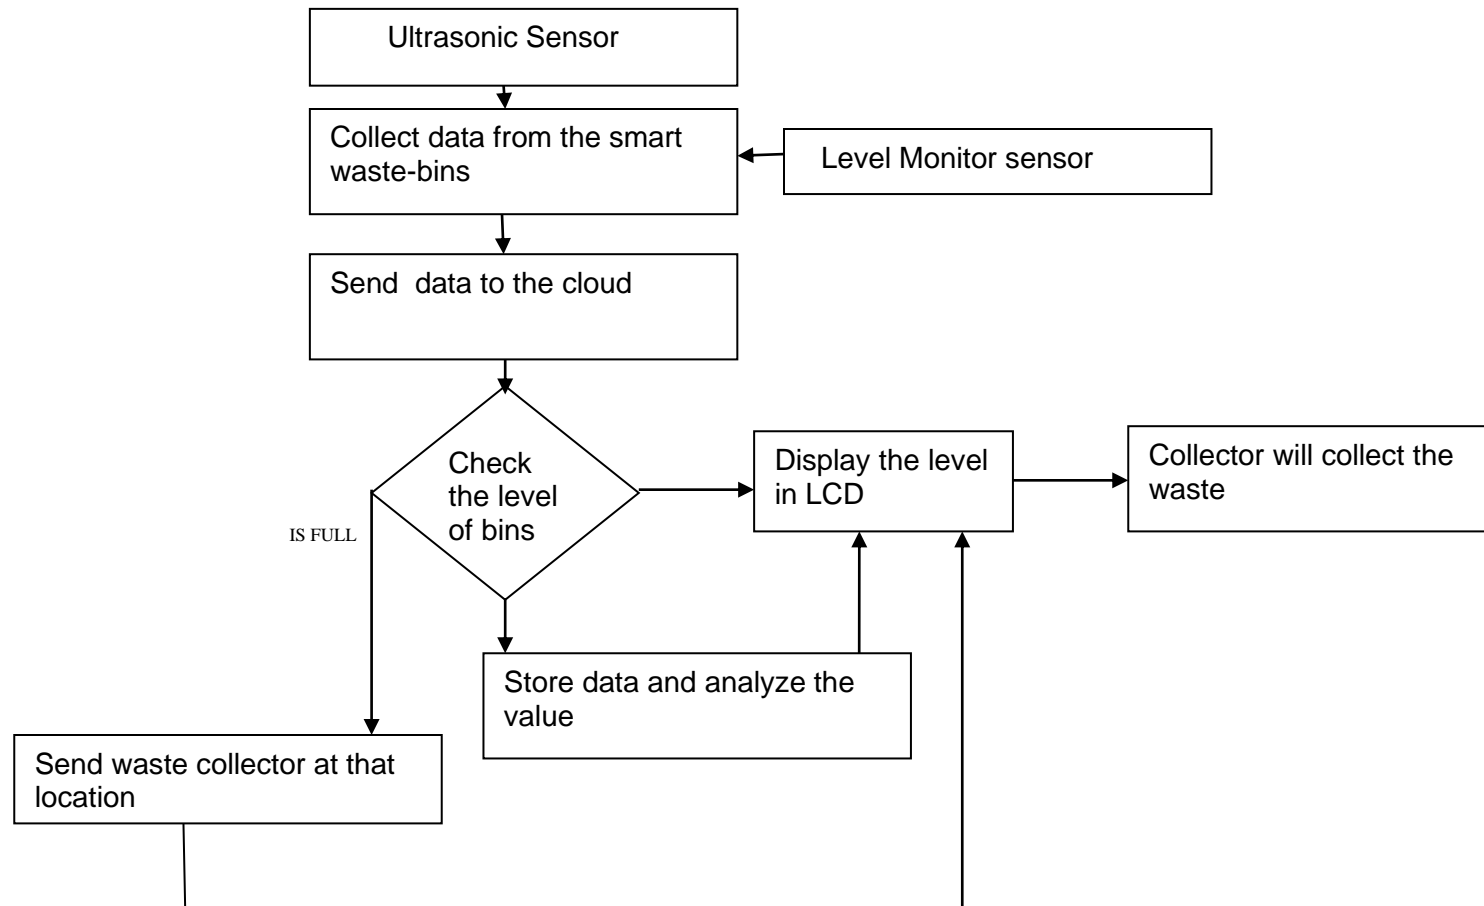 Ultrasonic Sensor
Collect data from the smart
waste-bins
Level Monitor sensor
Send  data to the cloud
Check
the level
of bins
IS FULL
Display the level
in LCD
Collector will collect the
waste
Store data and analyze the
value
Send waste collector at that
location